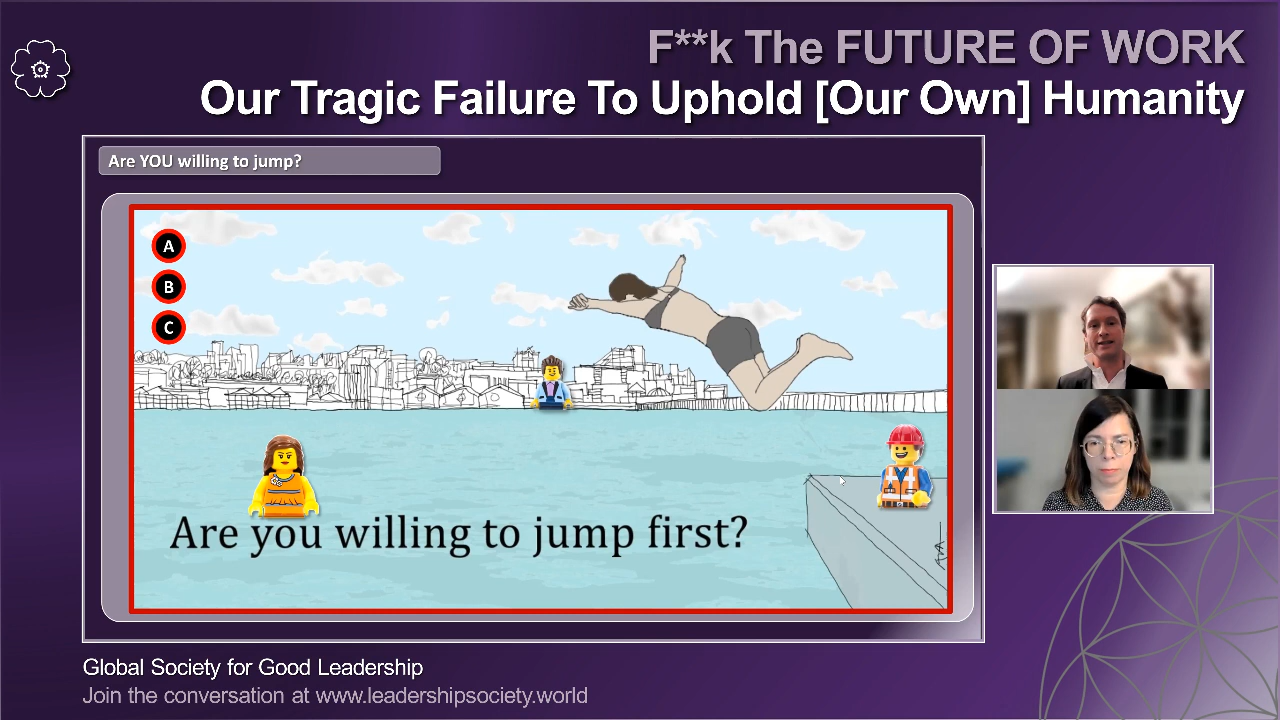 F**k The FUTURE OF WORK
Our Tragic Failure To Uphold [Our Own] Humanity
Are YOU willing to jump?
A
B
C
Are you willing to jump first?
Global Society for Good Leadership
Join the conversation at www.leadershipsociety.world